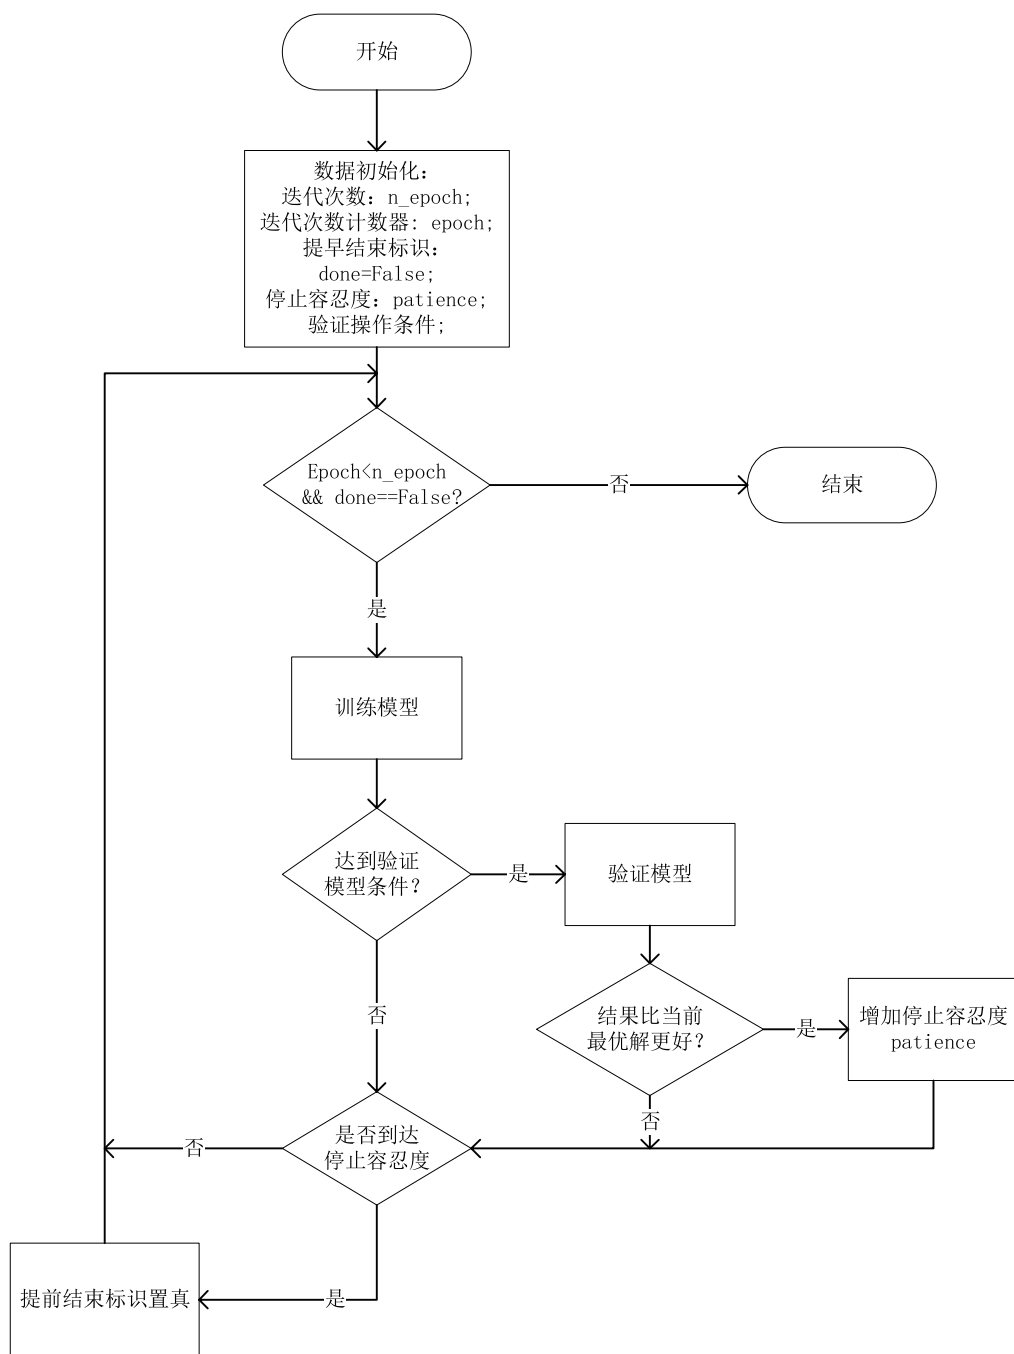 开始
数据初始化:
迭代次数: n_epoch;
迭代次数计数器: epoch;
提早结束标识:
done=False;
停止容忍度: patience;
验证操作条件;
Epoch<n_epoch
&& done==False?
否
结束
是
训练模型
达到验证
模型条件?
是
验证模型
否
结果比当前
最优解更好?
是
增加停止容忍度
patience
否
是否到达
停止容忍度
否
是
提前结束标识置真